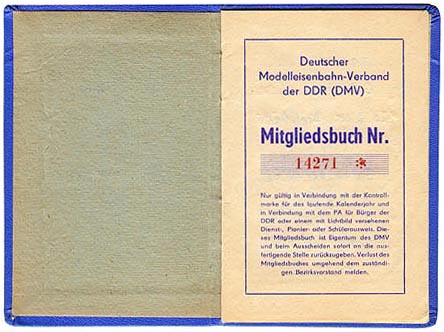 Deutscher
Modelleisenbahn-Verband
der DDR (DMV)
Mitgliedsbuch Nr.
14271 *
Nur gültig in Verbindung mit der Kontroll-
marke für das laufende Kalenderjahr und
in Verbindung mit dem PA für Bürger der
DDR oder einem mit Lichtbild versehenen
Dienst-, Pionier- oder Schülerausweis. Die-
ses Mitgliedsbuch ist Eigentum des DMV
und beim Ausscheiden sofort an die aus-
fertigende Stelle zurückzugeben. Verlust des
Mitgliedsbuches umgehend dem zuständi-
gen Bezirksvorstand melden.